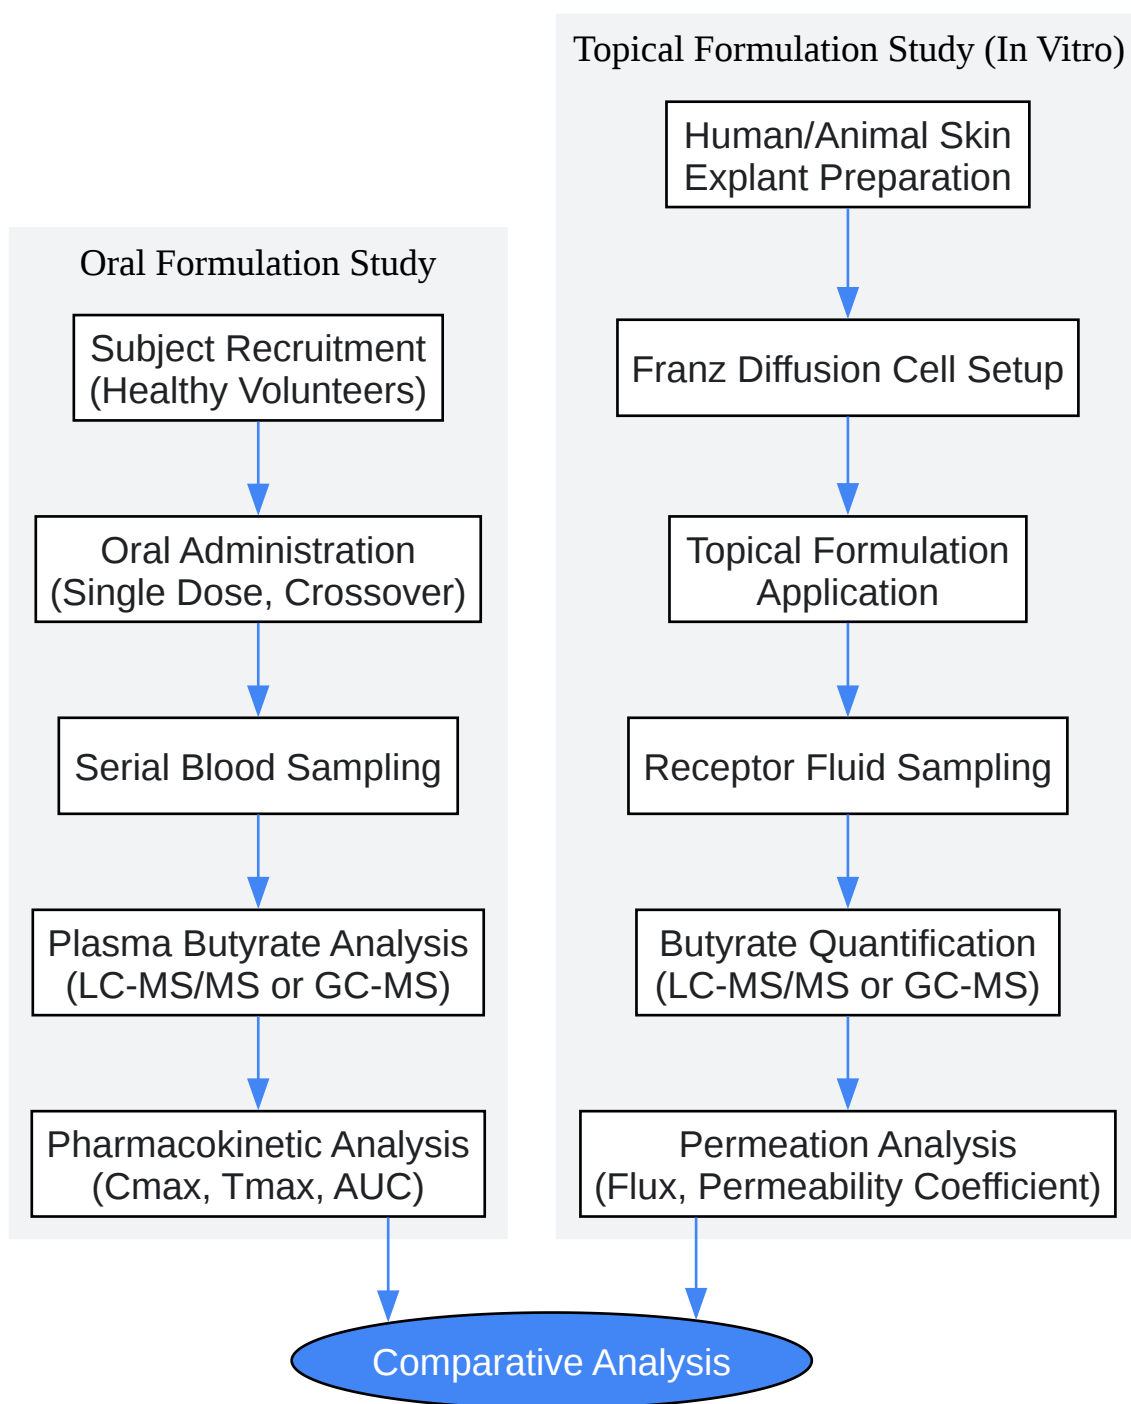 Oral Formulation Study
Subject Recruitment
(Healthy Volunteers)
Oral Administration
(Single Dose, Crossover)
Serial Blood Sampling
Plasma Butyrate Analysis
(LC-MS/MS or GC-MS)
Pharmacokinetic Analysis
(Cmax, Tmax, AUC)
Topical Formulation Study (In Vitro)
Human/Animal Skin
Explant Preparation
Franz Diffusion Cell Setup
Topical Formulation
Application
Receptor Fluid Sampling
Butyrate Quantification
(LC-MS/MS or GC-MS)
Permeation Analysis
(Flux, Permeability Coefficient)
Comparative Analysis